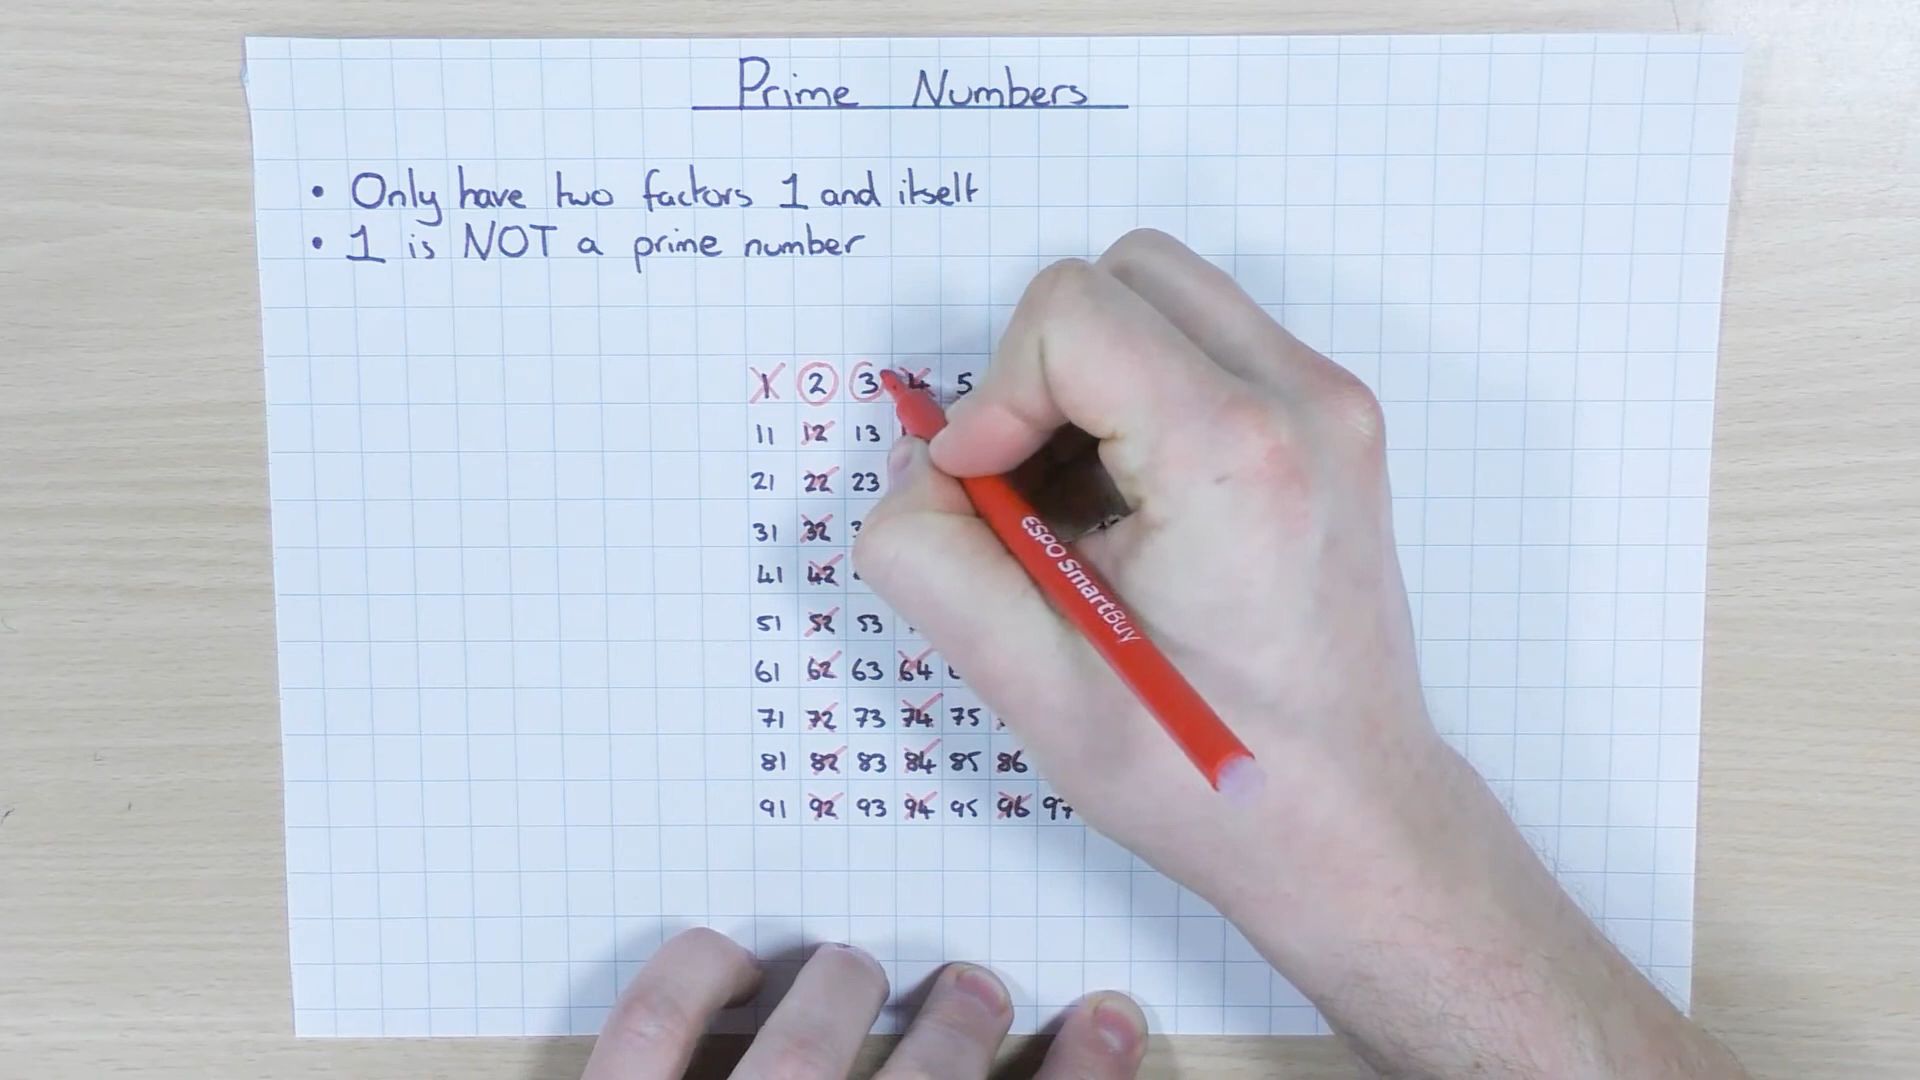 Prime Numbers
• Only have two factors 1 and itself
• 1 is NOT a prime number
1 2 3 4 5
11 12 13
21 22 23
31 32
41 42
51 52 53
61 62 63 64
71 72 73 74 75
81 82 83 84 85 86
91 92 93 94 95 96 97
ESPO SmartBuy